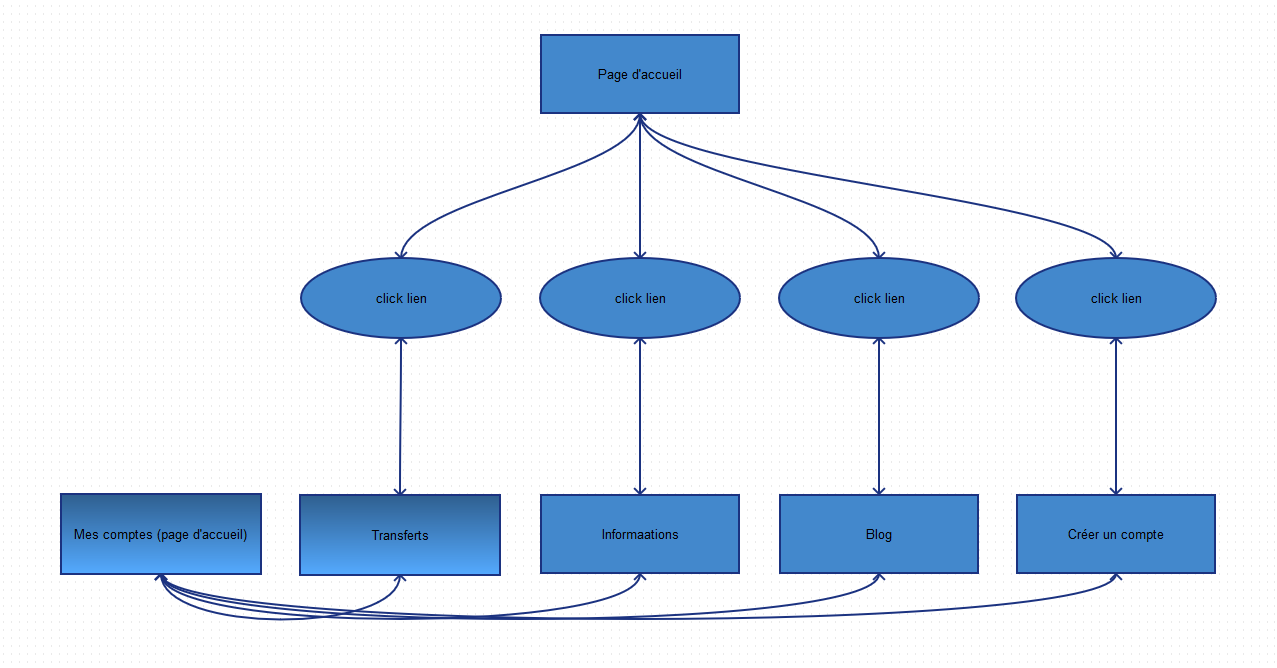 Page d'accueil
click lien
click lien
click lien
click lien
Mes comptes (page d'accueil)
Transferts
Informaations
Blog
Créer un compte